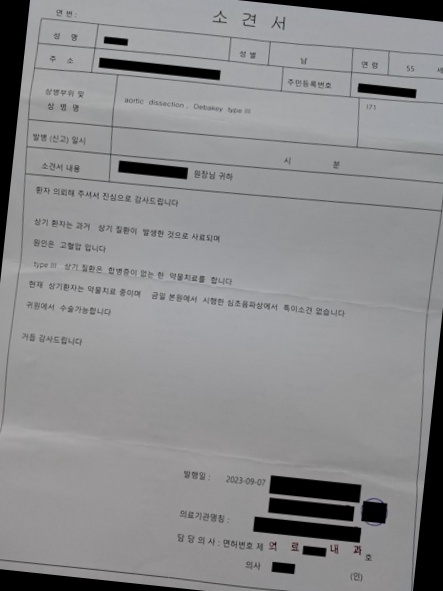 연번 :
소 견 서
성 명 성 별 남 연 령 55 세
주 소 주민등록번호
상병부위 및
상 병 명
aortic dissection , Debakey type III I71
발병 (신고) 일시 시 분
소견서 내용 원장님 귀하
환자 의뢰해 주셔서 진심으로 감사드립니다
상기 환자는 과거 상기 질환이 발생한 것으로 사료되며
원인은 고혈압 입니다
type III 상기 질환은 합병증이 없는 한 약물치료를 합니다
현재 상기환자는 약물치료 중이며 금일 본원에서 시행한 심초음파상에서 특이소견 없습니다
귀원에서 수술가능합니다
거듭 감사드립니다
발행일 : 2023-09-07
의료기관명칭 :
담 당 의 사 : 면허번호 제 호
의 료 내 과
의사 (인)